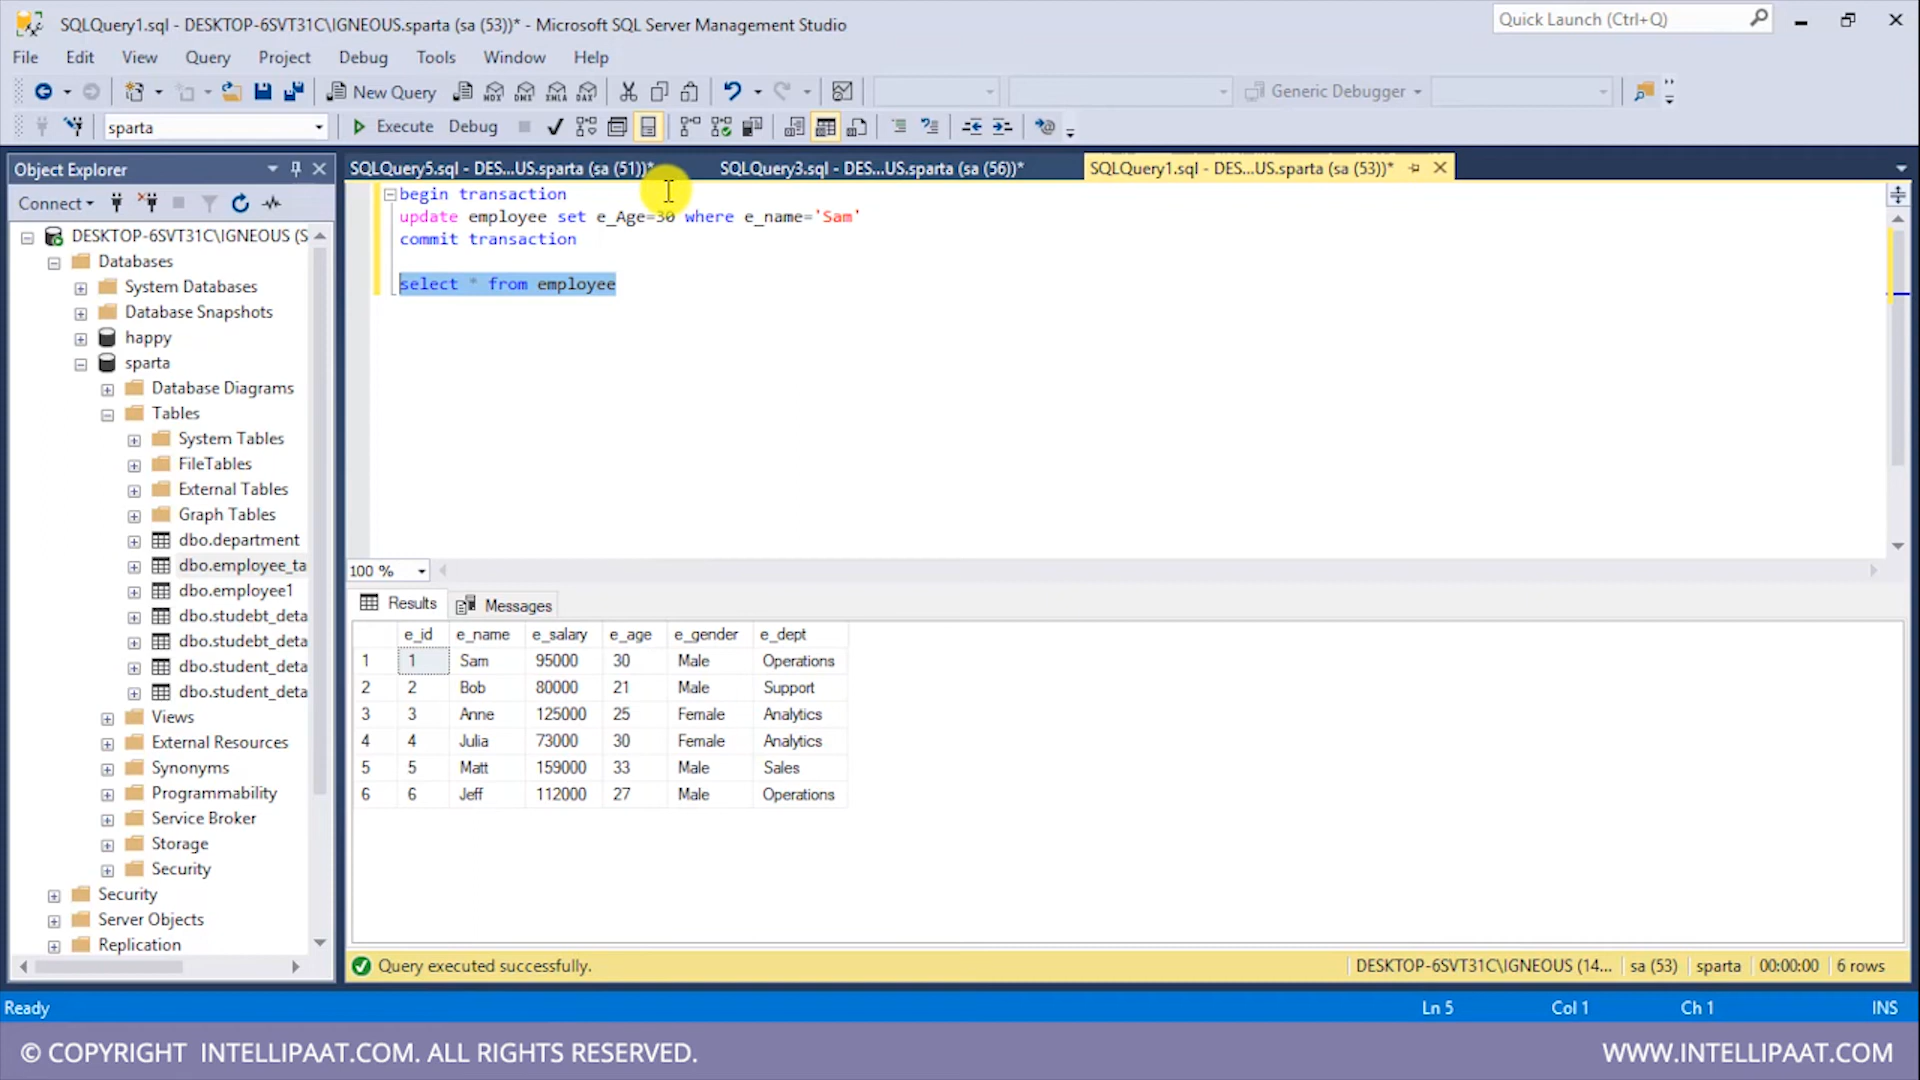 SQLQuery1.sql - DESKTOP-6SVT31C\IGNEOUS.sparta (sa (53))* - Microsoft SQL Server Management Studio
Quick Launch (Ctrl+Q)
File Edit View Query Project Debug Tools Window Help
New Query
MDX DMX XMLA DAX
Generic Debugger
sparta
Execute Debug
Object Explorer
SQLQuery5.sql - DES...US.sparta (sa (51))*
SQLQuery3.sql - DES...US.sparta (sa (56))*
SQLQuery1.sql - DES...US.sparta (sa (53))*
Connect
DESKTOP-6SVT31C\IGNEOUS (S
Databases
System Databases
Database Snapshots
happy
sparta
Database Diagrams
Tables
System Tables
FileTables
External Tables
Graph Tables
dbo.department
dbo.employee_ta
dbo.employee1
dbo.studebt_deta
dbo.studebt_deta
dbo.student_deta
dbo.student_deta
Views
External Resources
Synonyms
Programmability
Service Broker
Storage
Security
Security
Server Objects
Replication
begin transaction
update employee set e_Age=30 where e_name='Sam'
commit transaction
select * from employee
100 %
Results Messages
e_id e_name e_salary e_age e_gender e_dept
1 1 Sam 95000 30 Male Operations
2 2 Bob 80000 21 Male Support
3 3 Anne 125000 25 Female Analytics
4 4 Julia 73000 30 Female Analytics
5 5 Matt 159000 33 Male Sales
6 6 Jeff 112000 27 Male Operations
Query executed successfully.
DESKTOP-6SVT31C\IGNEOUS (14... sa (53) sparta 00:00:00 6 rows
Ready
Ln 5 Col 1 Ch 1 INS
© COPYRIGHT INTELLIPAAT.COM. ALL RIGHTS RESERVED.
WWW.INTELLIPAAT.COM